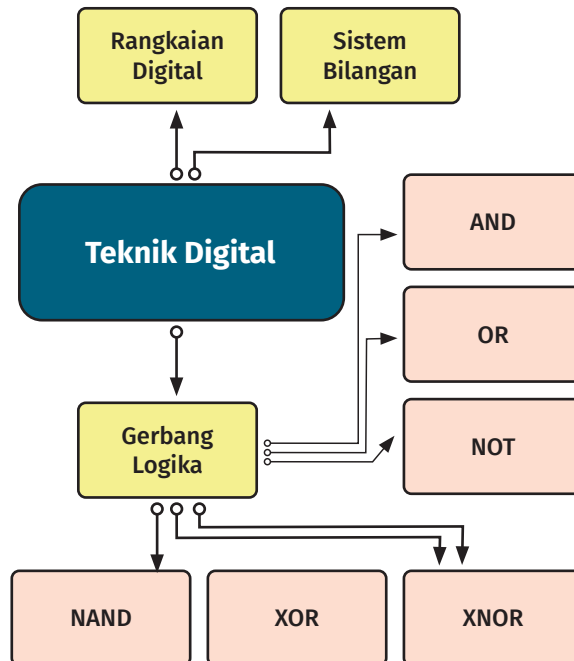 Rangkaian
Digital
Sistem
Bilangan
Teknik Digital
AND
OR
Gerbang
Logika
NOT
NAND
XOR
XNOR